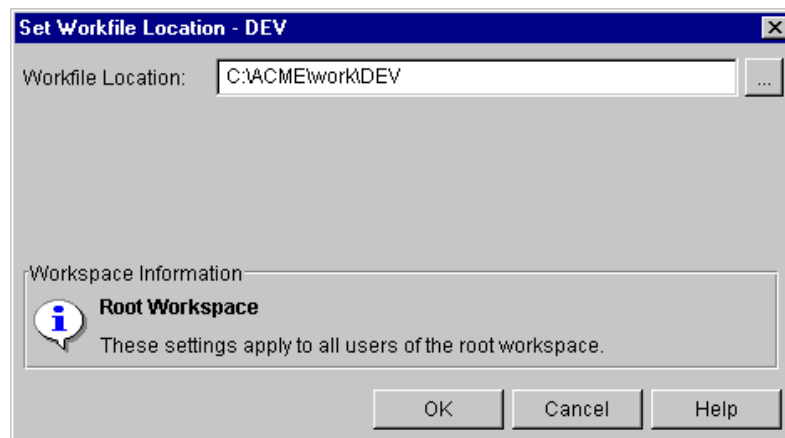 Set Workfile Location - DEV
Workfile Location: C:\ACME\work\DEV ...
Workspace Information
Root Workspace
These settings apply to all users of the root workspace.
OK Cancel Help